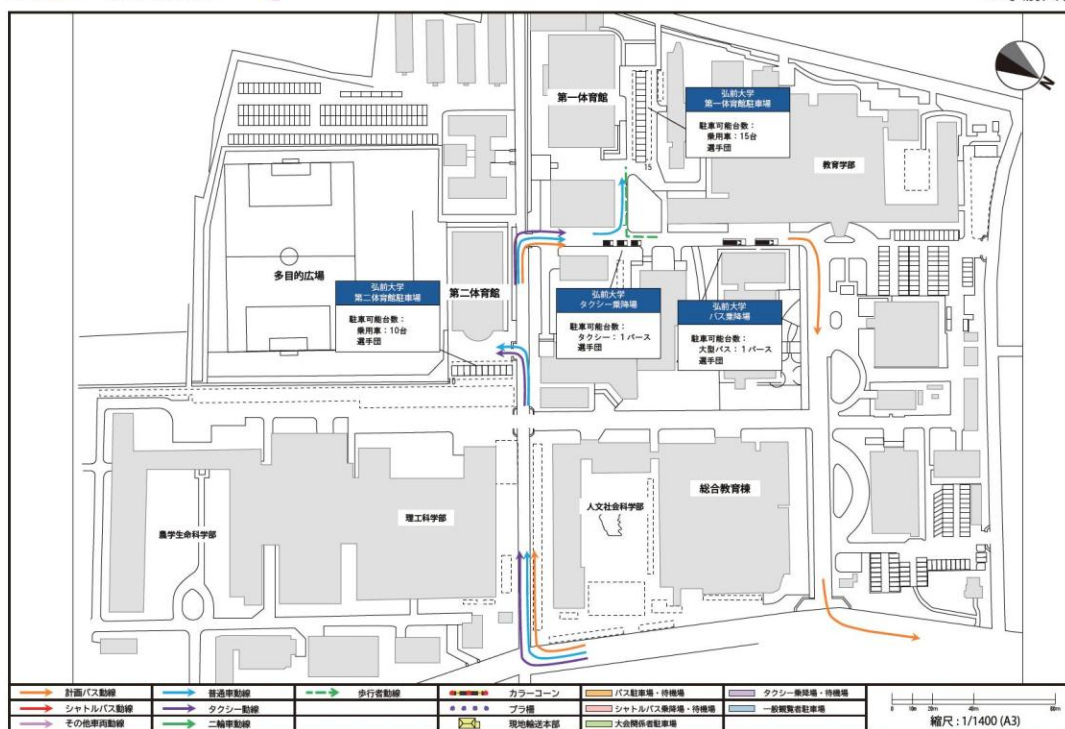 第一体育館
弘前大学
第一体育館駐車場
駐車可能台数：
乗用車：15台
選手団
15
教育学部
N
多目的広場
弘前大学
第二体育館駐車場
駐車可能台数：
乗用車：10台
選手団
10
第二体育館
弘前大学
タクシー乗降場
駐車可能台数：
タクシー：1バース
選手団
弘前大学
バス乗降場
駐車可能台数：
大型バス：1バース
選手団
農学生命科学部
理工科学部
人文社会科学部
総合教育棟
計画バス動線
普通車動線
歩行者動線
カラーコーン
バス駐車場・待機場
タクシー乗降場・待機場
シャトルバス動線
タクシー動線
プラ柵
シャトルバス乗降場・待機場
一般観覧者駐車場
その他車両動線
二輪車動線
現地輸送本部
大会関係者駐車場
0 10 20m 40m 80m
縮尺：1/1400 (A3)